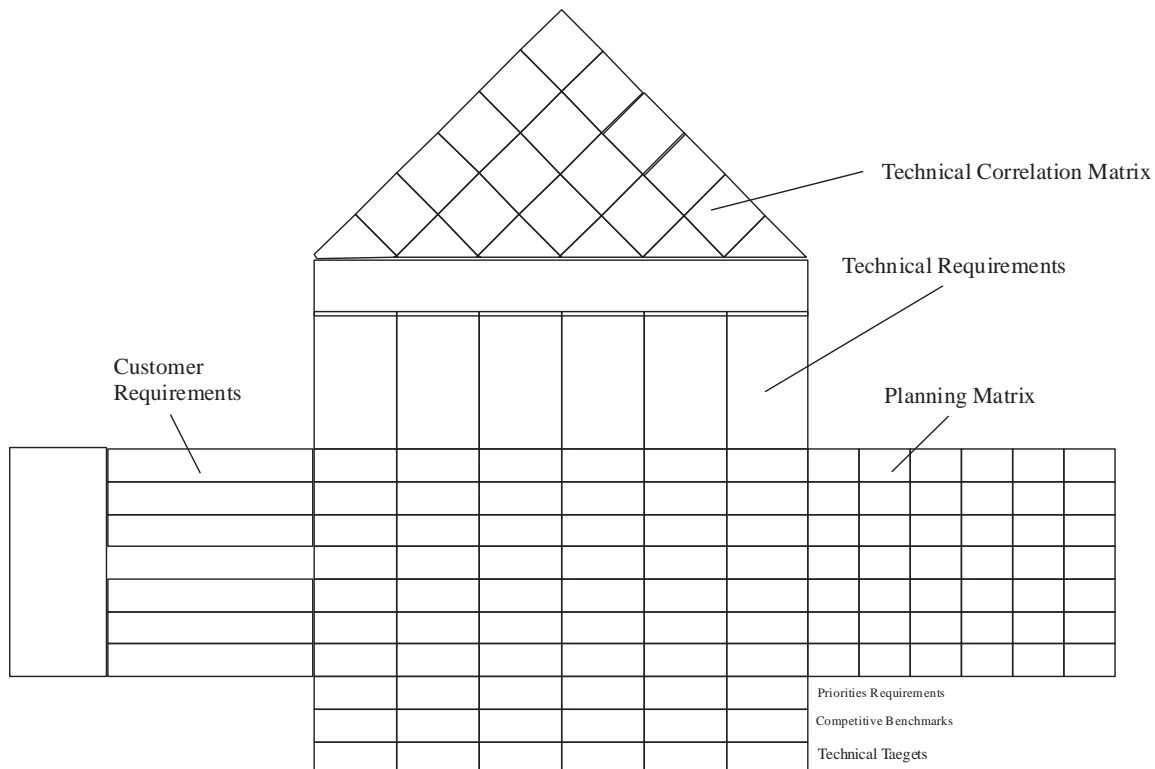 Technical Correlation Matrix
Technical Requirements
Customer
Requirements
Planning Matrix
Priorities Requirements
Competitive Benchmarks
Technical Taegets